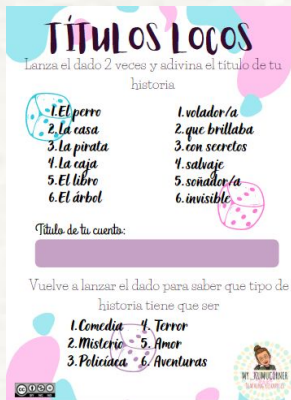 TÍTULOS LOCOS
Lanza el dado 2 veces y adivina el titulo de tu
historia
1. El perro
2. La casa
3. La pirata
4. La caja
5. El libro
6. El árbol
1. volador/a
2. que brillaba
3. con secretos
4. salvaje
5. soñador/a
6. invisible
Título de tu cuento:
Vuelve a lanzar el dado para saber que tipo de
historia tiene que ser
1. Comedia
2. Misterio
3. Policíaca
4. Terror
5. Amor
6. Aventuras